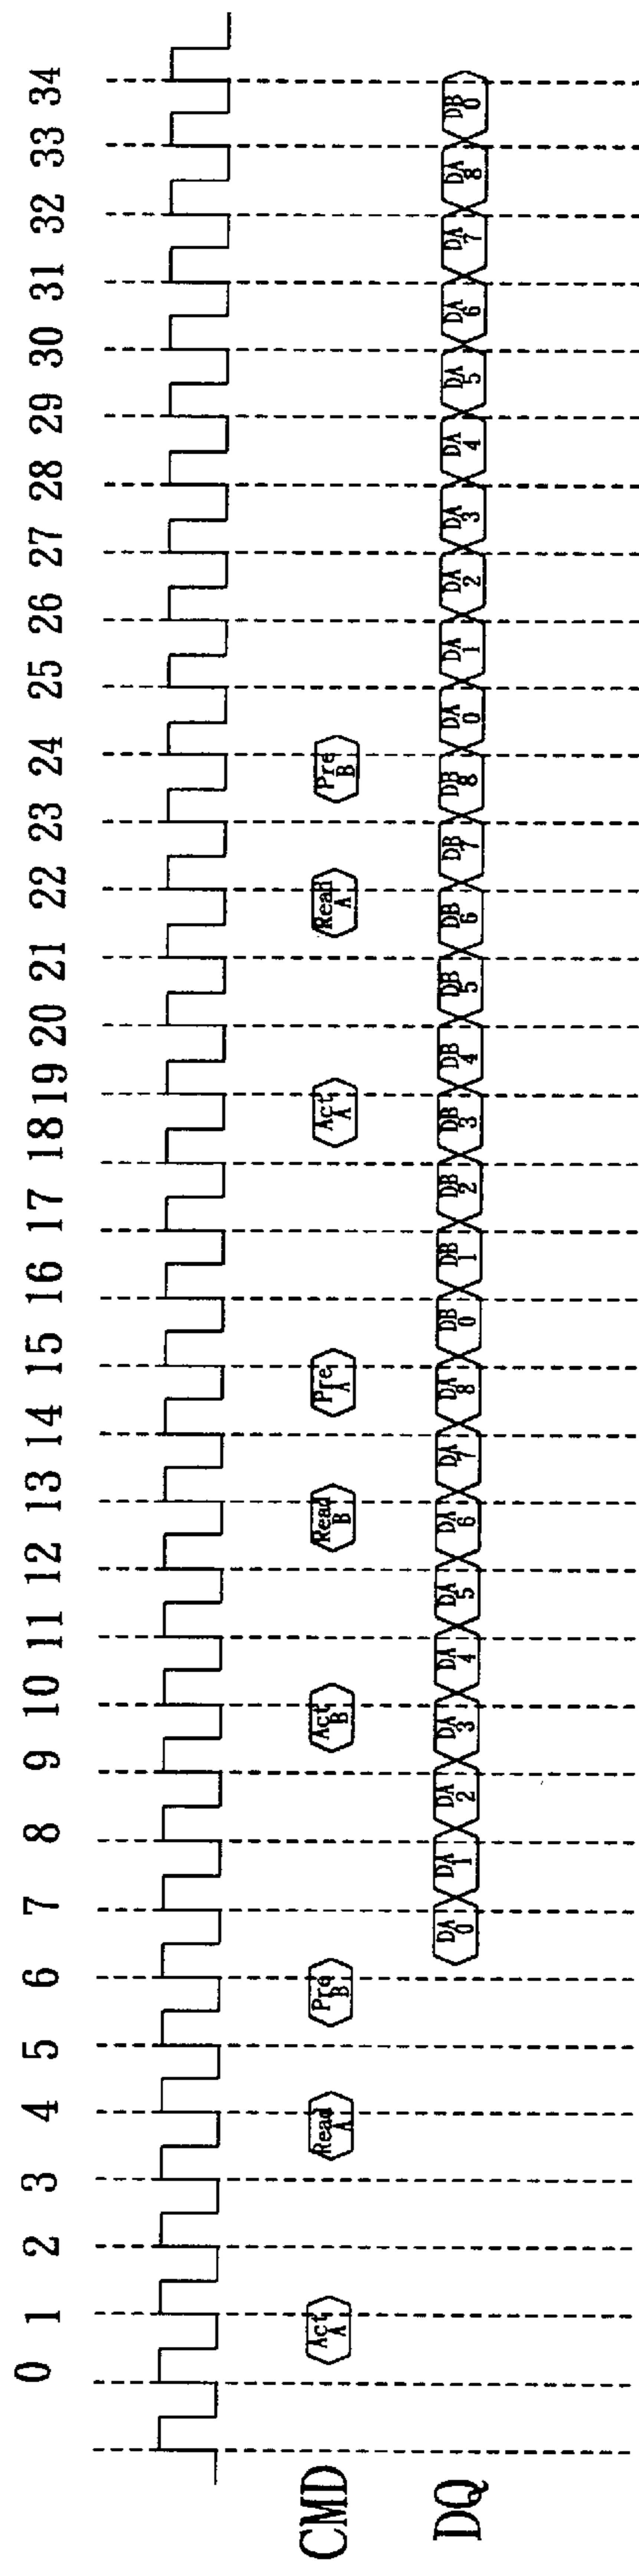 0 1 2 3 4 5 6 7 8 9 10 11 12 13 14 15 16 17 18 19 20 21 22 23 24 25 26 27 28 29 30 31 32 33 34
CMD
Act A
Read A
Pre B
Act B
Read B
Pre A
Act A
Read A
Pre B
DQ
DA 0
DA 1
DA 2
DA 3
DA 4
DA 5
DA 6
DA 7
DA 8
DB 0
DB 1
DB 2
DB 3
DB 4
DB 5
DB 6
DB 7
DB 8
DA 0
DA 1
DA 2
DA 3
DA 4
DA 5
DA 6
DA 7
DA 8
DB 0